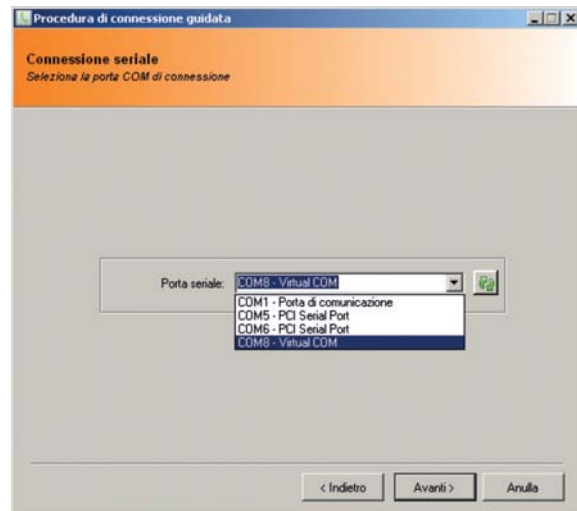 Procedura di connessione guidata
Connessione seriale
Seleziona la porta COM di connessione
Porta seriale: COM8 - Virtual COM
COM1 - Porta di comunicazione
COM5 - PCI Serial Port
COM6 - PCI Serial Port
COM8 - Virtual COM
< Indietro Avanti > Anulla